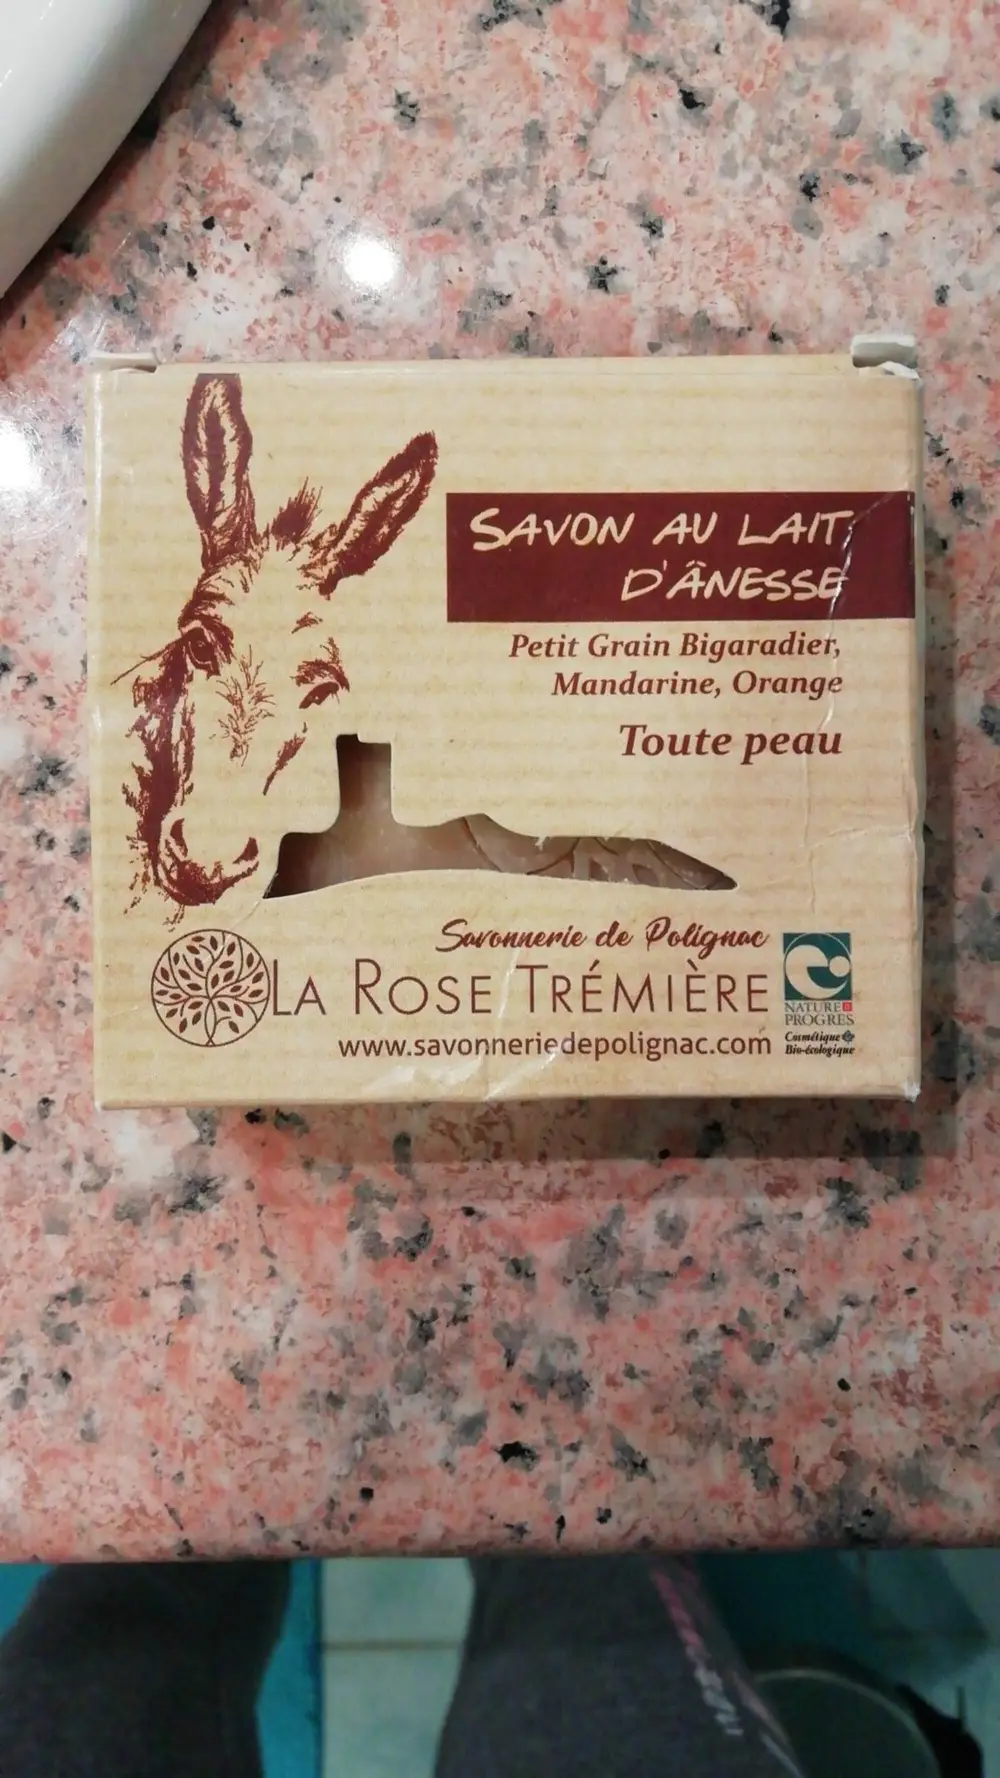 SAVON AU LAIT
D'ÂNESSE
Petit Grain Bigaradier,
Mandarine, Orange
Toute peau
Savonnerie de Polignac
LA ROSE TRÉMIÈRE
www.savonneriedepolignac.com
NATURE &
PROGRES
Cosmétique
Bio-écologique